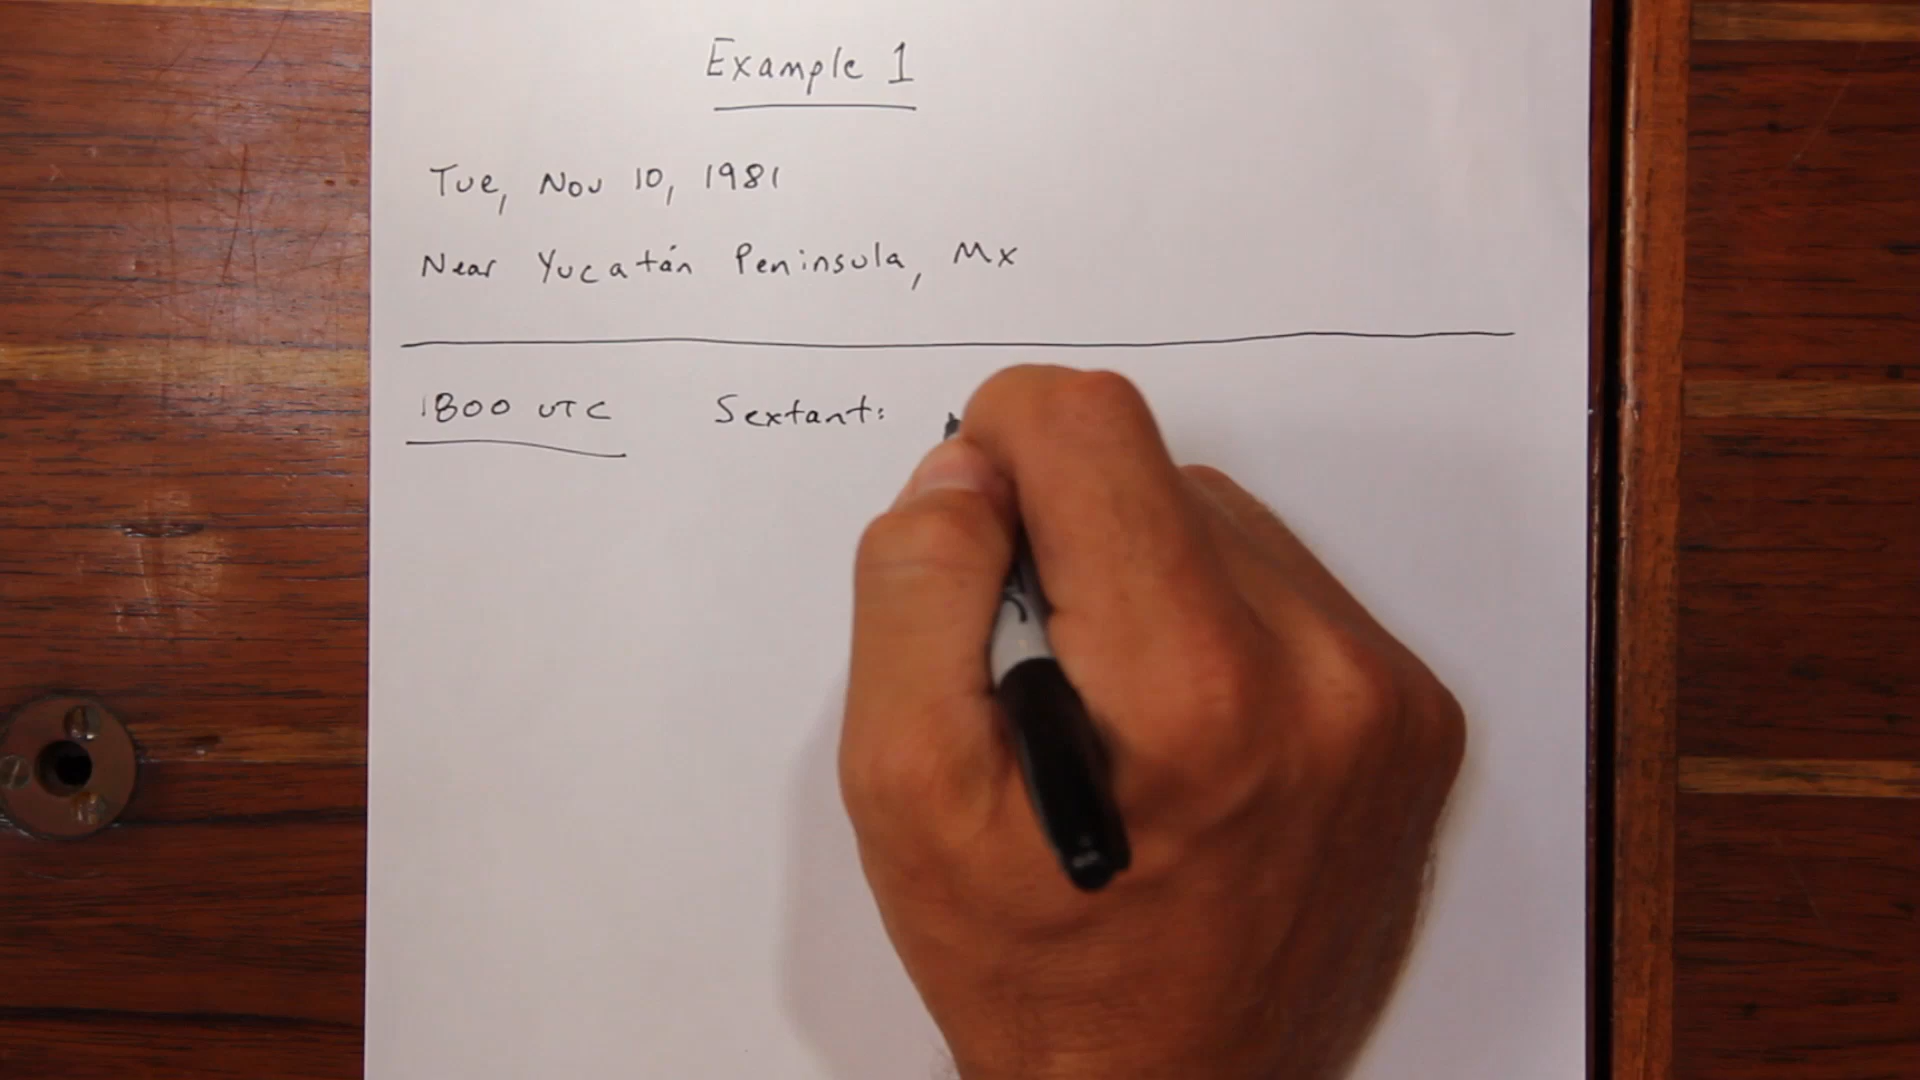 Example 1
Tue, Nov 10, 1981
Near Yucatán Peninsula, Mx
1800 UTC Sextant: